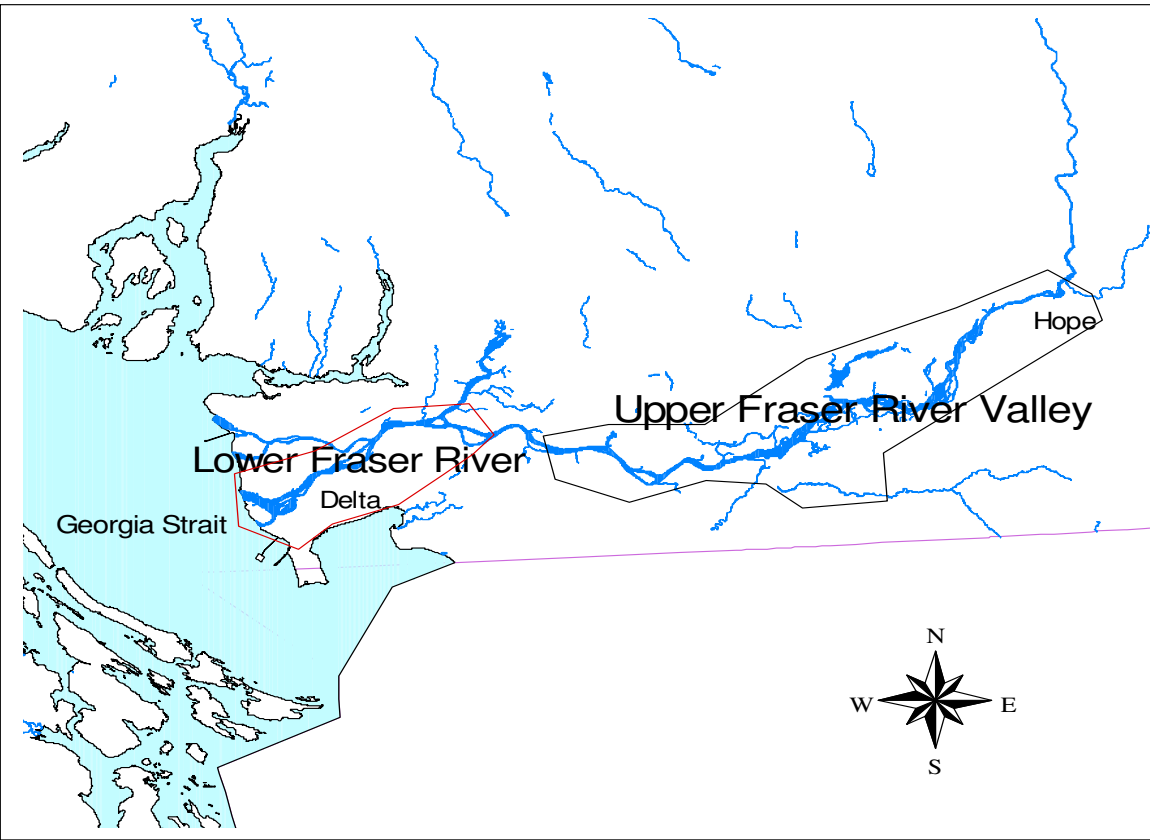 Hope
Upper Fraser River Valley
Lower Fraser River
Delta
Georgia Strait
N
W
E
S